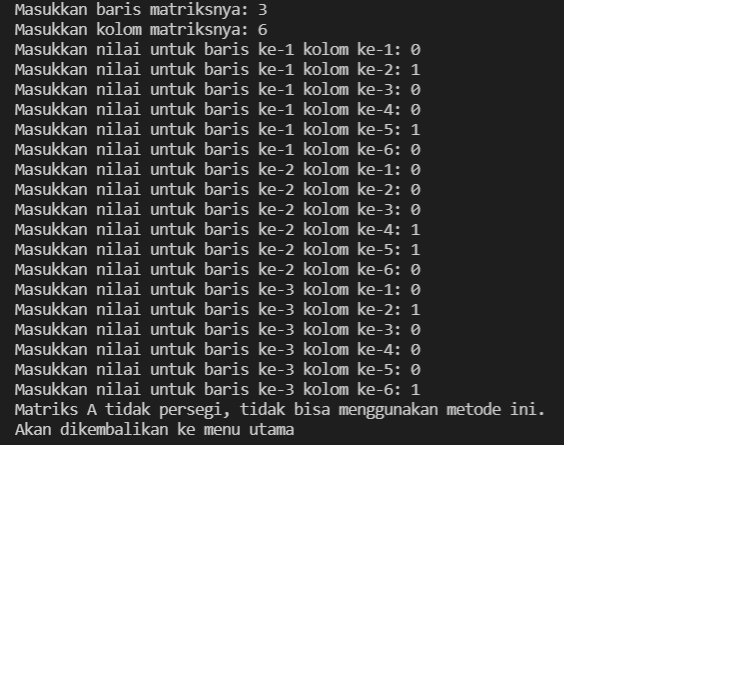 Masukkan baris matriksnya: 3
Masukkan kolom matriksnya: 6
Masukkan nilai untuk baris ke-1 kolom ke-1: 0
Masukkan nilai untuk baris ke-1 kolom ke-2: 1
Masukkan nilai untuk baris ke-1 kolom ke-3: 0
Masukkan nilai untuk baris ke-1 kolom ke-4: 0
Masukkan nilai untuk baris ke-1 kolom ke-5: 1
Masukkan nilai untuk baris ke-1 kolom ke-6: 0
Masukkan nilai untuk baris ke-2 kolom ke-1: 0
Masukkan nilai untuk baris ke-2 kolom ke-2: 0
Masukkan nilai untuk baris ke-2 kolom ke-3: 0
Masukkan nilai untuk baris ke-2 kolom ke-4: 1
Masukkan nilai untuk baris ke-2 kolom ke-5: 1
Masukkan nilai untuk baris ke-2 kolom ke-6: 0
Masukkan nilai untuk baris ke-3 kolom ke-1: 0
Masukkan nilai untuk baris ke-3 kolom ke-2: 1
Masukkan nilai untuk baris ke-3 kolom ke-3: 0
Masukkan nilai untuk baris ke-3 kolom ke-4: 0
Masukkan nilai untuk baris ke-3 kolom ke-5: 0
Masukkan nilai untuk baris ke-3 kolom ke-6: 1
Matriks A tidak persegi, tidak bisa menggunakan metode ini.
Akan dikembalikan ke menu utama